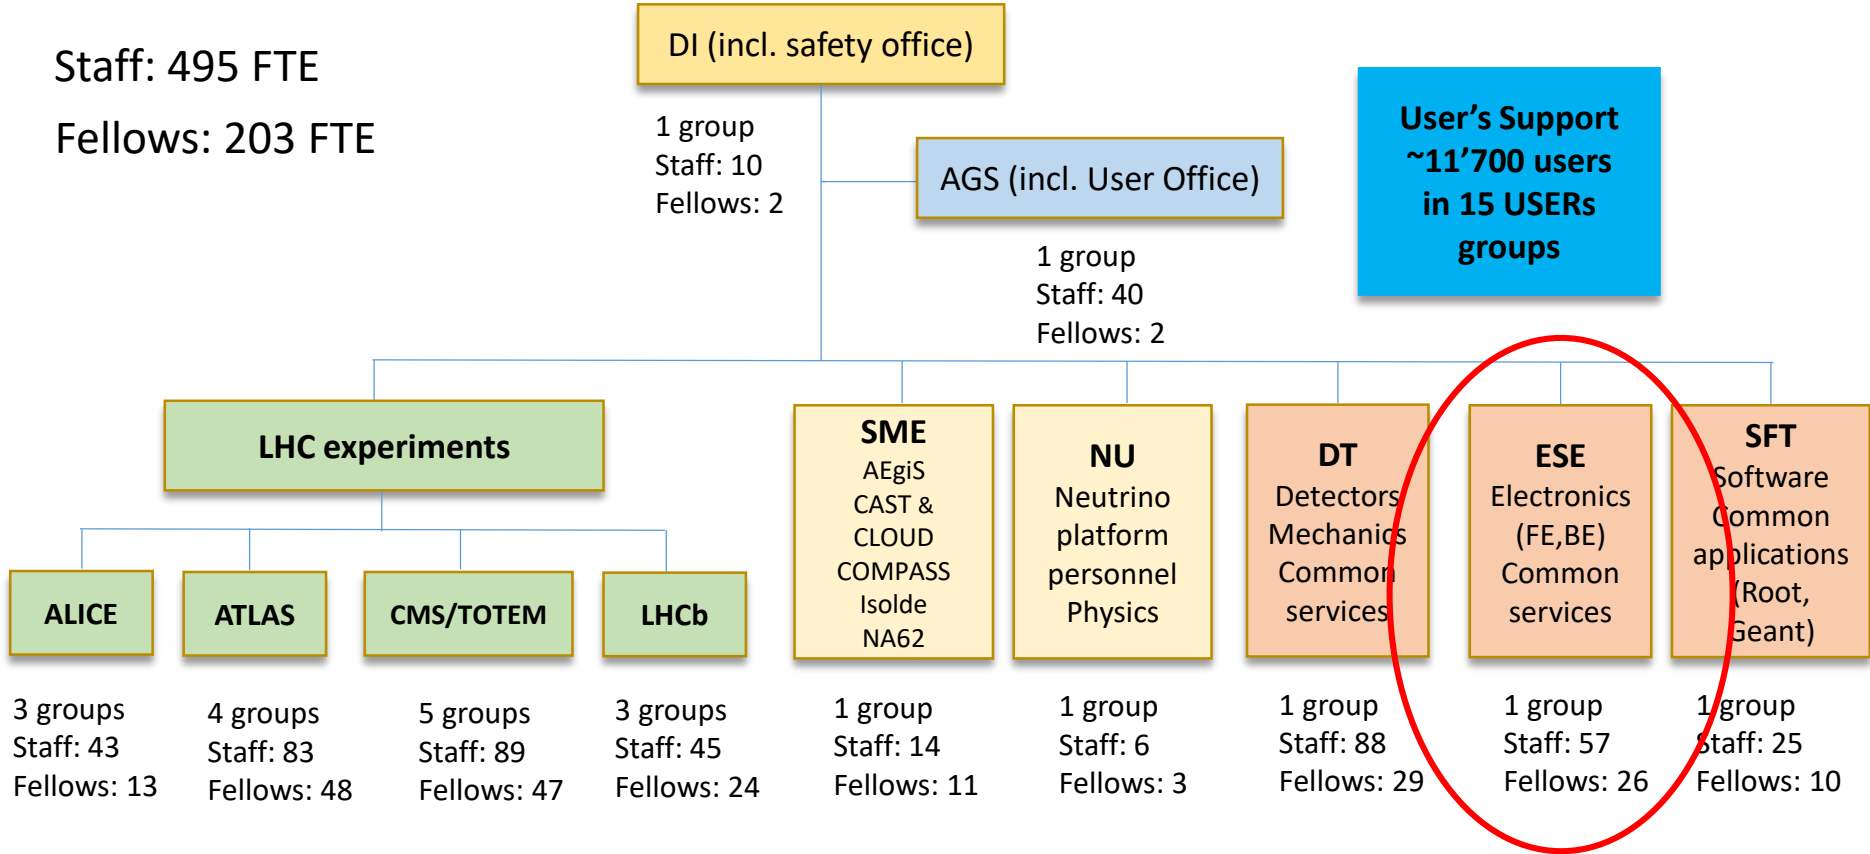 Staff: 495 FTE
Fellows: 203 FTE
DI (incl. safety office)
1 group
Staff: 10
Fellows: 2
AGS (incl. User Office)
1 group
Staff: 40
Fellows: 2
User’s Support
~11’700 users
in 15 USERs
groups
LHC experiments
ALICE
3 groups
Staff: 43
Fellows: 13
ATLAS
4 groups
Staff: 83
Fellows: 48
CMS/TOTEM
5 groups
Staff: 89
Fellows: 47
LHCb
3 groups
Staff: 45
Fellows: 24
SME
AEgiS
CAST &
CLOUD
COMPASS
Isolde
NA62
1 group
Staff: 14
Fellows: 11
NU
Neutrino
platform
personnel
Physics
1 group
Staff: 6
Fellows: 3
DT
Detectors
Mechanics
Common
services
1 group
Staff: 88
Fellows: 29
ESE
Electronics
(FE,BE)
Common
services
1 group
Staff: 57
Fellows: 26
SFT
Software
Common
applications
(Root,
Geant)
1 group
Staff: 25
Fellows: 10